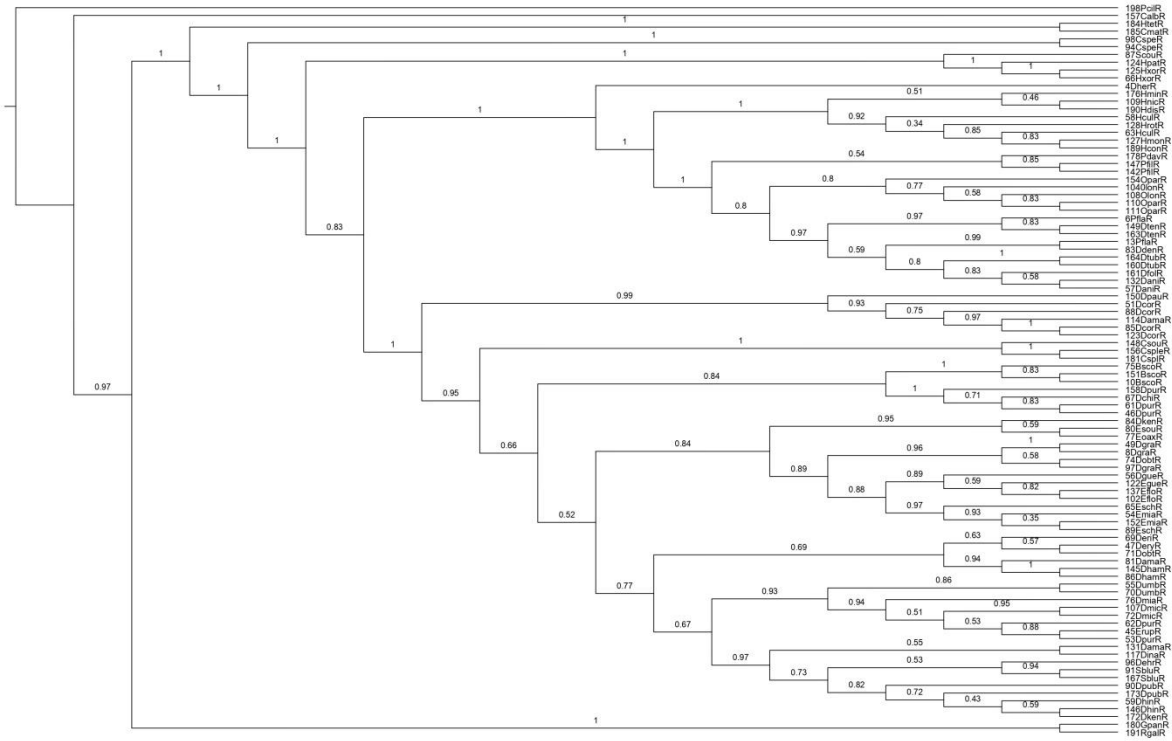 198PcilR
157CalbR
184HtetR
1
185CmatR
1
98CspeR
1
94CspeR
87ScouR
1
124HpatR
1
1
125HxorR
66HxorR
1
4DherR
0.51
176HminR
0.46
1
109HnicR
1
190HdisR
0.92
58HculR
0.34
128HrotR
0.85
63HculR
0.83
127HmonR
1
189HconR
1
0.54
178PdavR
0.85
147PfilR
142PfilR
1
0.8
154OparR
0.77
104OlonR
0.58
108OlonR
0.83
110OparR
0.8
111OparR
0.97
6PflaR
0.83
149DtenR
0.83
0.97
163DtenR
0.99
13PflaR
0.59
83DdenR
1
164DtubR
0.8
160DtubR
0.83
161DfolR
0.58
132DaniR
57DaniR
0.99
150DpauR
0.93
51DcorR
0.75
88DcorR
0.97
114DamaR
1
85DcorR
123DcorR
1
1
148CsouR
1
156CspleR
181CsplR
1
75BscoR
0.83
151BscoR
0.84
10BscoR
0.95
1
158DpurR
0.71
67DchiR
0.83
61DpurR
46DpurR
0.95
84DkenR
0.59
80EsouR
77EoaxR
0.66
0.84
1
49DgraR
0.96
8DgraR
0.58
74DobtR
0.89
97DgraR
0.89
56DgueR
0.59
122EgueR
0.82
0.88
137EfloR
102EfloR
0.97
65EschR
0.93
54EmiaR
0.52
0.35
152EmiaR
89EschR
0.63
69DeriR
0.57
47DeryR
0.69
71DobtR
0.94
81DamaR
1
145DhamR
86DhamR
0.77
0.86
55DumbR
0.93
70DumbR
0.94
76DmiaR
0.95
107DmicR
0.51
72DmicR
0.53
62DpurR
0.67
0.88
45ErupR
53DpurR
0.55
131DamaR
117DinaR
0.97
0.53
96DehrR
0.94
91SbluR
0.73
167SbluR
0.82
90DpubR
0.72
173DpubR
0.43
59DhinR
0.59
146DhinR
172DkenR
1
180GpanR
191RgalR
0.97